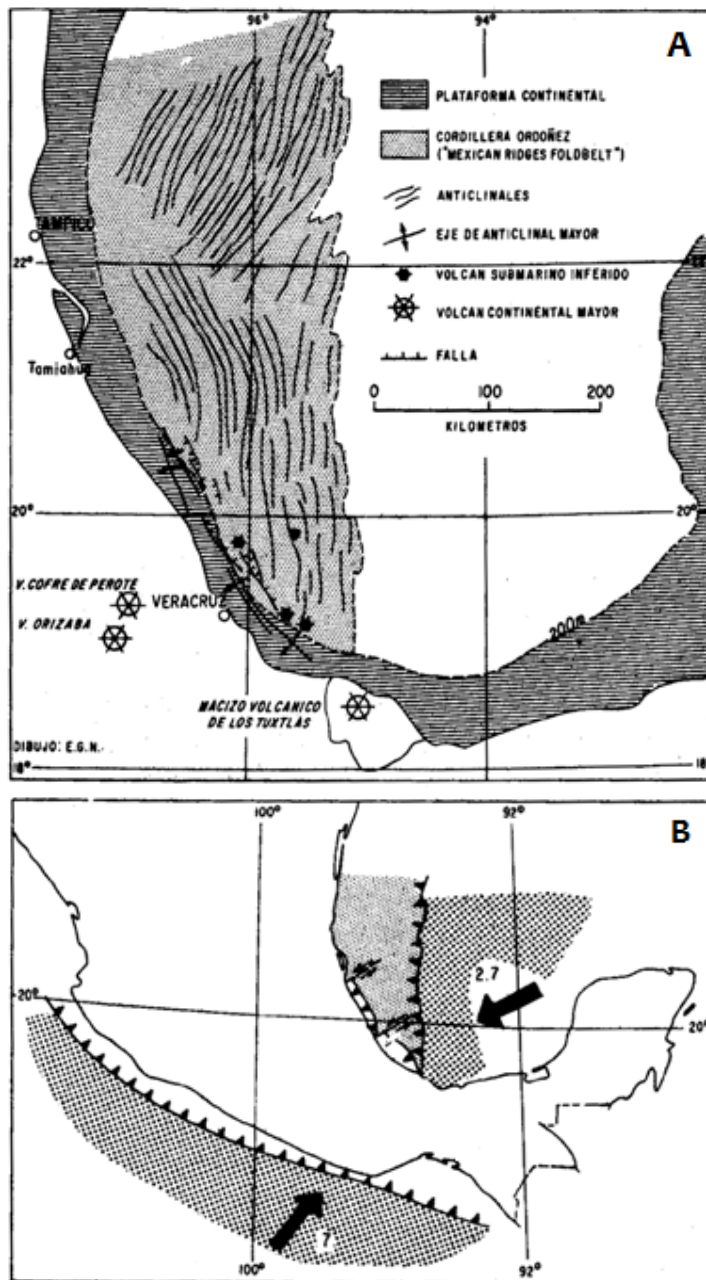 96°
94°
A
PLATAFORMA CONTINENTAL
CORDILLERA ORDOÑEZ
("MEXICAN RIDGES FOLDBELT")
ANTICLINALES
EJE DE ANTICLINAL MAYOR
VOLCAN SUBMARINO INFERIDO
VOLCAN CONTINENTAL MAYOR
FALLA
0 100 200
KILOMETROS
TAMPICO
22°
Tamiahua
20°
20°
V. COFRE DE PEROTE
VERACRUZ
V. ORIZABA
200m
MACIZO VOLCANICO
DE LOS TUXTLAS
DIBUJO: E.G.N.
18°
18
100°
92°
B
2.7
20°
20°
7
100°
92°